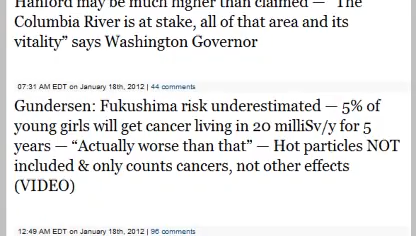 Hanford may be much higher than claimed — “The
Columbia River is at stake, all of that area and its
vitality” says Washington Governor
07:31 AM EDT on January 18th, 2012 | 44 comments
Gundersen: Fukushima risk underestimated — 5% of
young girls will get cancer living in 20 milliSv/y for 5
years — “Actually worse than that” — Hot particles NOT
included & only counts cancers, not other effects
(VIDEO)
12:49 AM EDT on January 18th, 2012 | 96 comments